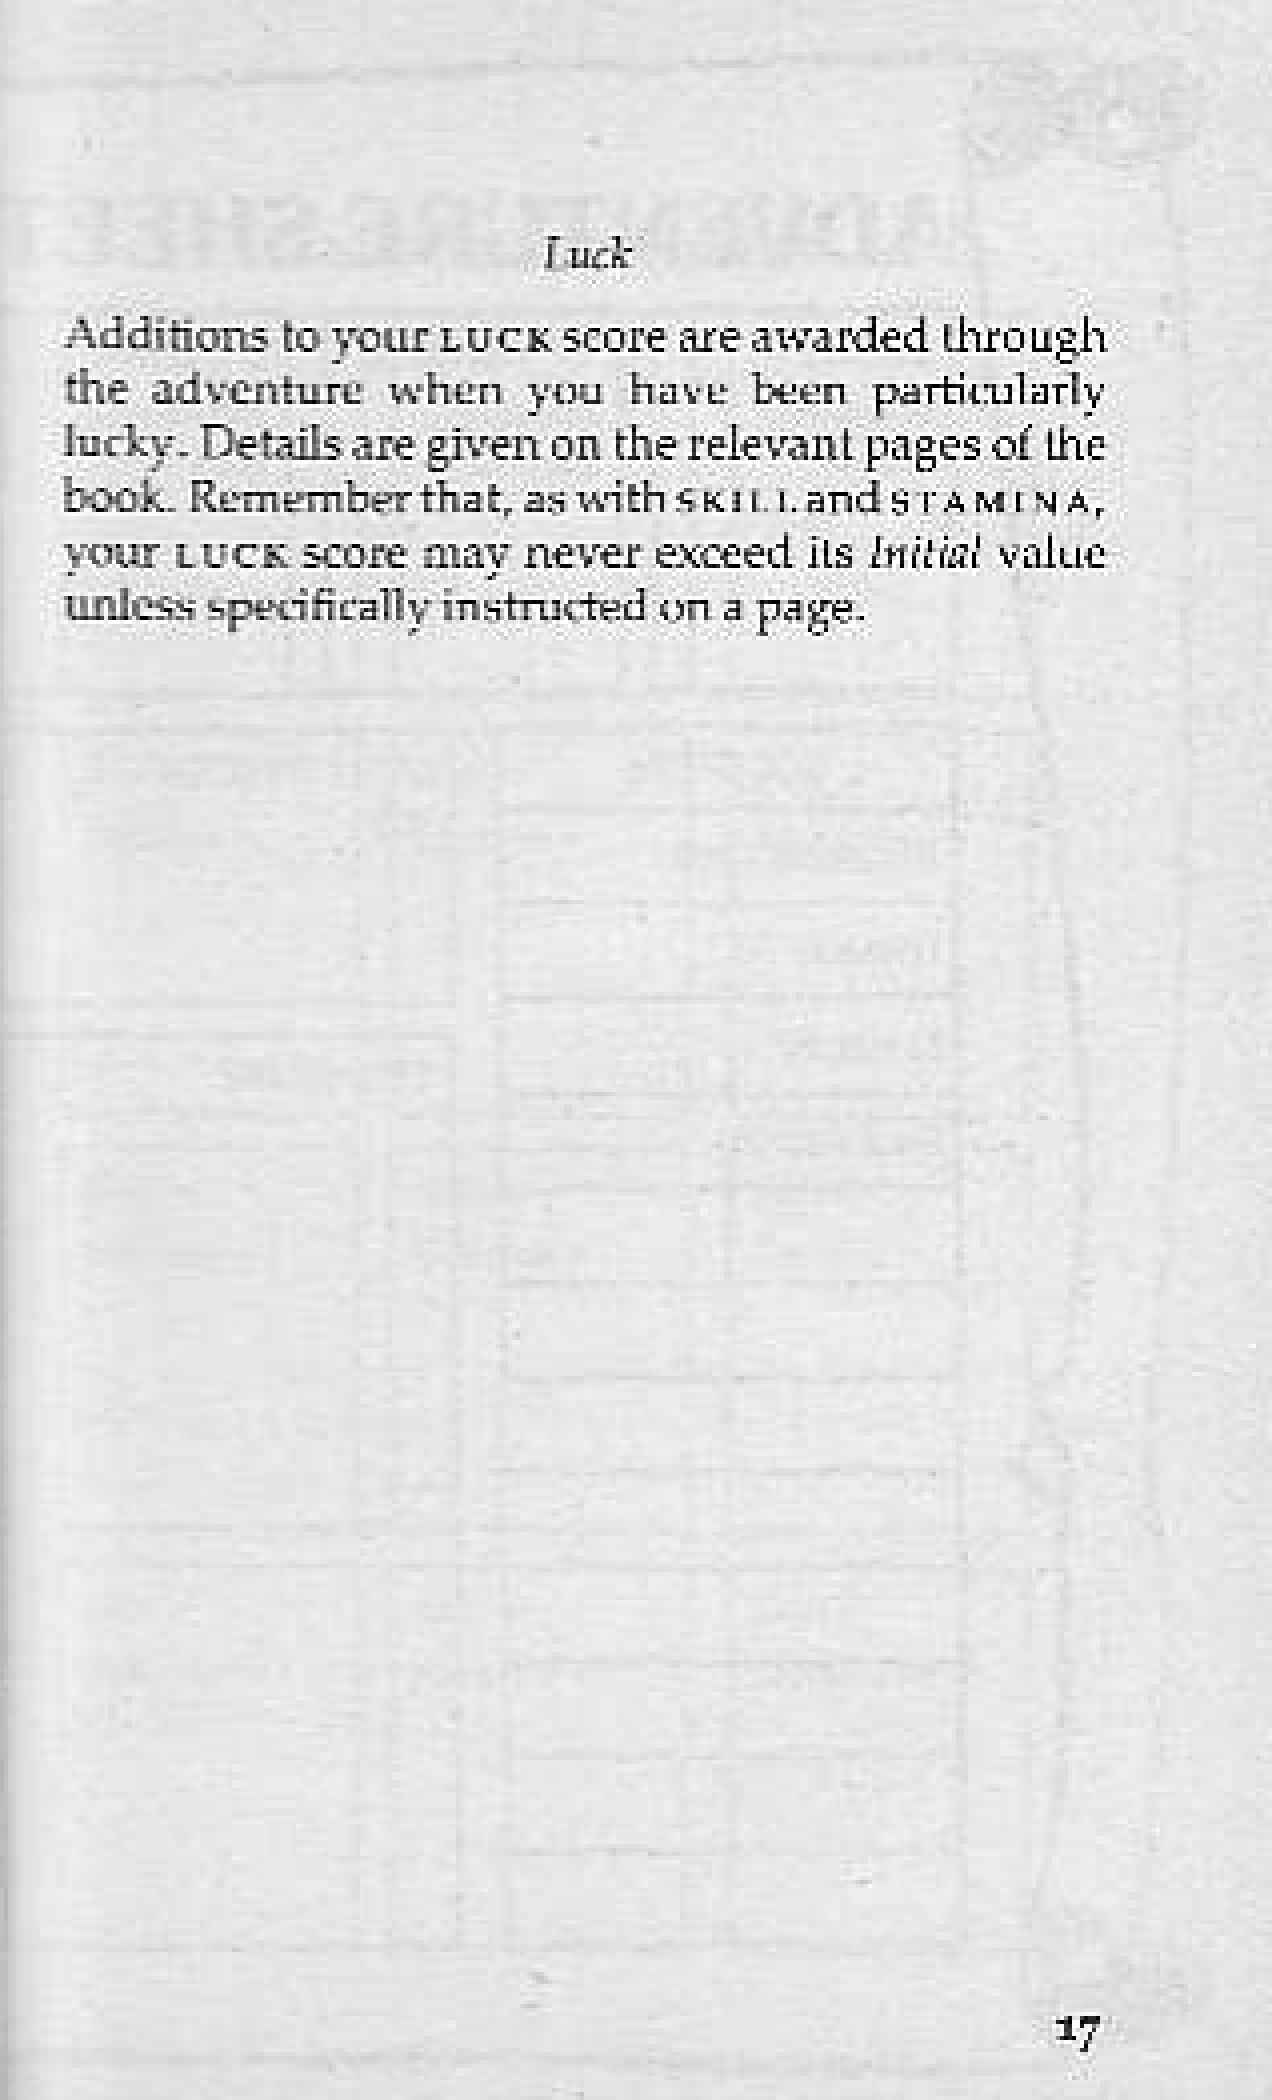 Luck
Additions to your LUCK score are awarded through
the adventure when you have been particularly
lucky. Details are given on the relevant pages of the
book. Remember that, as with SKILL and STAMINA,
your LUCK score may never exceed its Initial value
unless specifically instructed on a page.
17